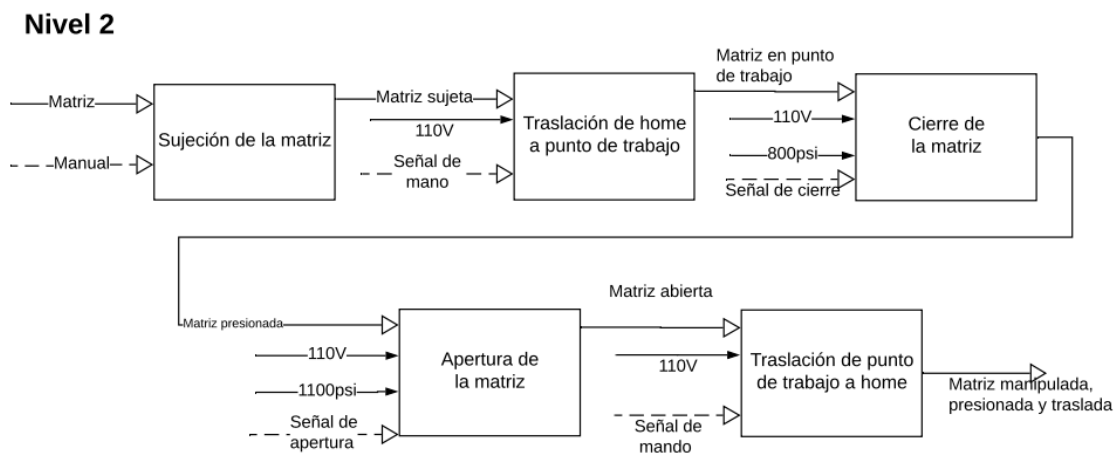 Nivel 2
Matriz
Manual
Sujeción de la matriz
Matriz sujeta
110V
Señal de
mano
Traslación de home
a punto de trabajo
Matriz en punto
de trabajo
110V
800psi
Señal de cierre
Cierre de
la matriz
Matriz presionada
110V
1100psi
Señal de
apertura
Apertura de
la matriz
Matriz abierta
110V
Señal de
mando
Traslación de punto
de trabajo a home
Matriz manipulada,
presionada y traslada